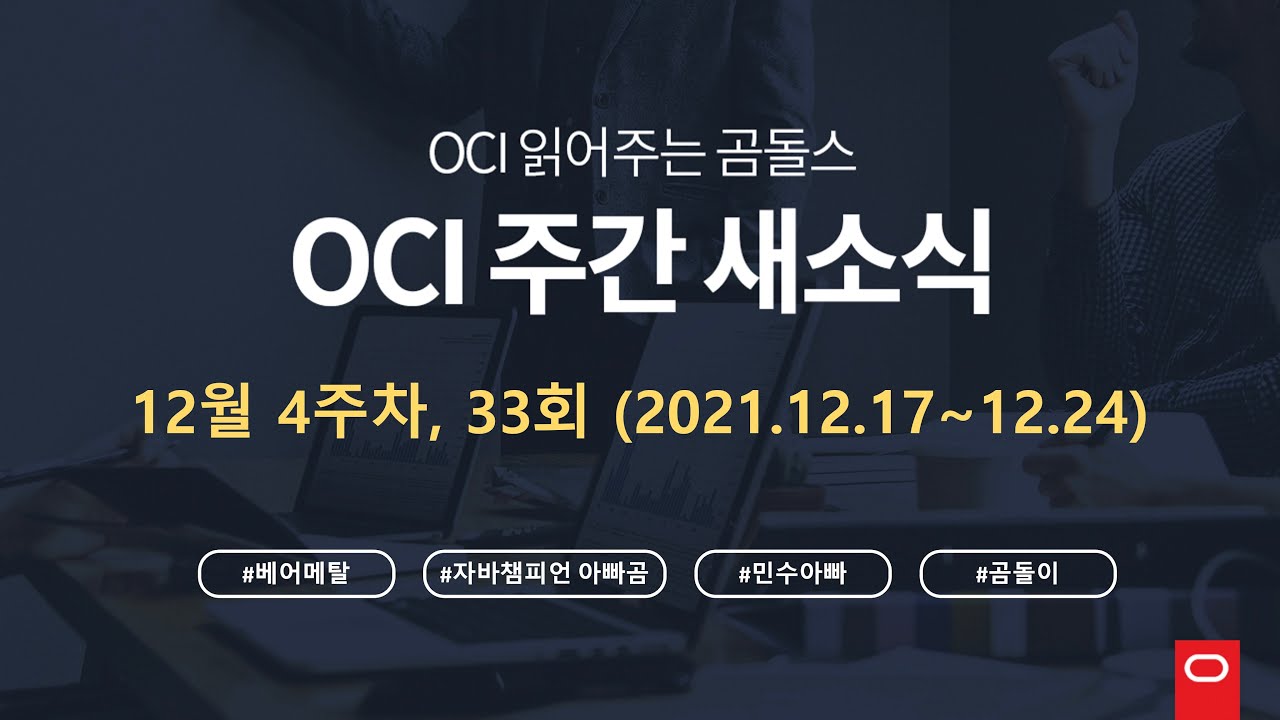 OCI 읽어주는 곰돌스
OCI 주간 새소식
12월 4주차, 33회 (2021.12.17~12.24)
#베어메탈 #자바챔피언 아빠곰 #민수아빠 #곰돌이